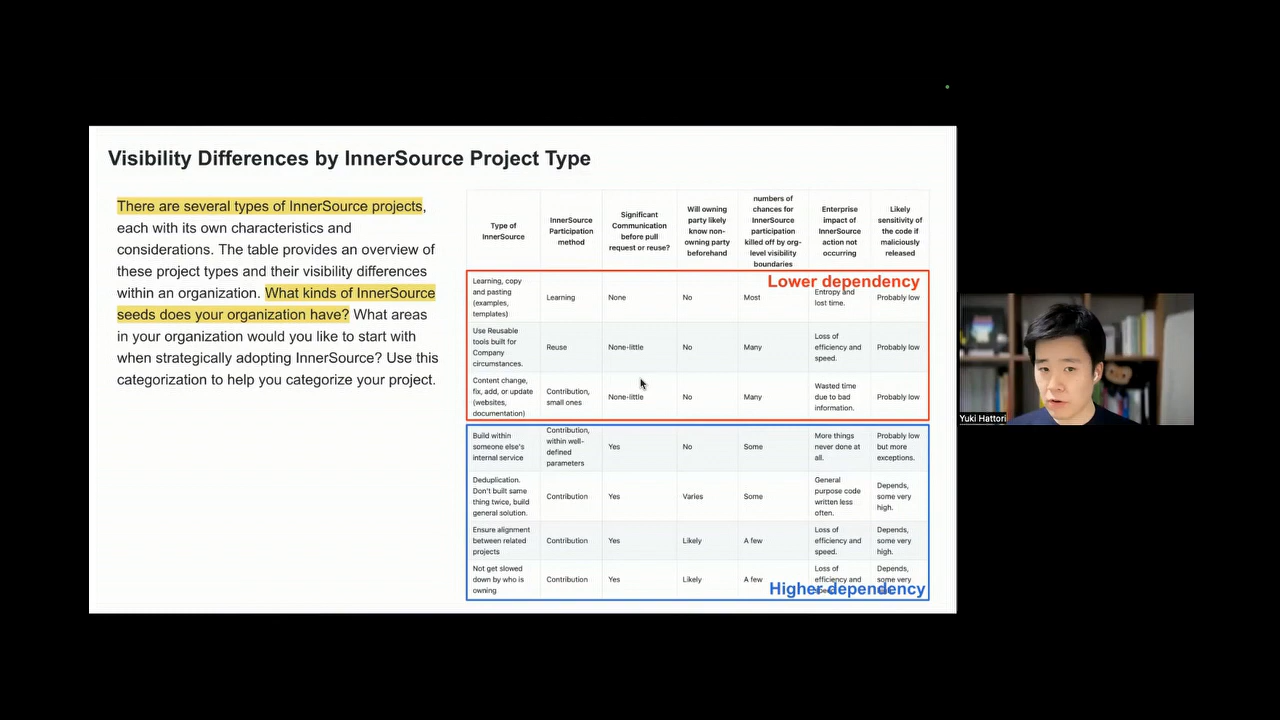 Visibility Differences by InnerSource Project Type
There are several types of InnerSource projects,
each with its own characteristics and
considerations. The table provides an overview of
these project types and their visibility differences
within an organization. What kinds of InnerSource
seeds does your organization have? What areas
in your organization would you like to start with
when strategically adopting InnerSource? Use this
categorization to help you categorize your project.
Type of
InnerSource
InnerSource
Participation
method
Significant
Communication
before pull
request or reuse?
Will owning
party likely
know non-
owning party
beforehand
numbers of
chances for
InnerSource
participation
killed off by org-
level visibility
boundaries
Enterprise
impact of
InnerSource
action not
occurring
Likely
sensitivity of
the code if
maliciously
released
Lower dependency
Learning, copy
and pasting
(examples,
templates)
Learning
None
No
Most
Entropy and
lost time.
Probably low
Use Reusable
tools built for
Company
circumstances.
Reuse
None-little
No
Many
Loss of
efficiency and
speed.
Probably low
Content change,
fix, add, or update
(websites,
documentation)
Contribution,
small ones
None-little
No
Many
Wasted time
due to bad
information.
Probably low
Build within
someone else's
internal service
Contribution,
within well-
defined
parameters
Yes
No
Some
More things
never done at
all.
Probably low
but more
exceptions.
Deduplication.
Don't built same
thing twice, build
general solution.
Contribution
Yes
Varies
Some
General
purpose code
written less
often.
Depends,
some very
high.
Ensure alignment
between related
projects
Contribution
Yes
Likely
A few
Loss of
efficiency and
speed.
Depends,
some very
high.
Not get slowed
down by who is
owning
Contribution
Yes
Likely
A few
Loss of
efficiency and
Depends,
some very
Higher dependency
Yuki Hattori